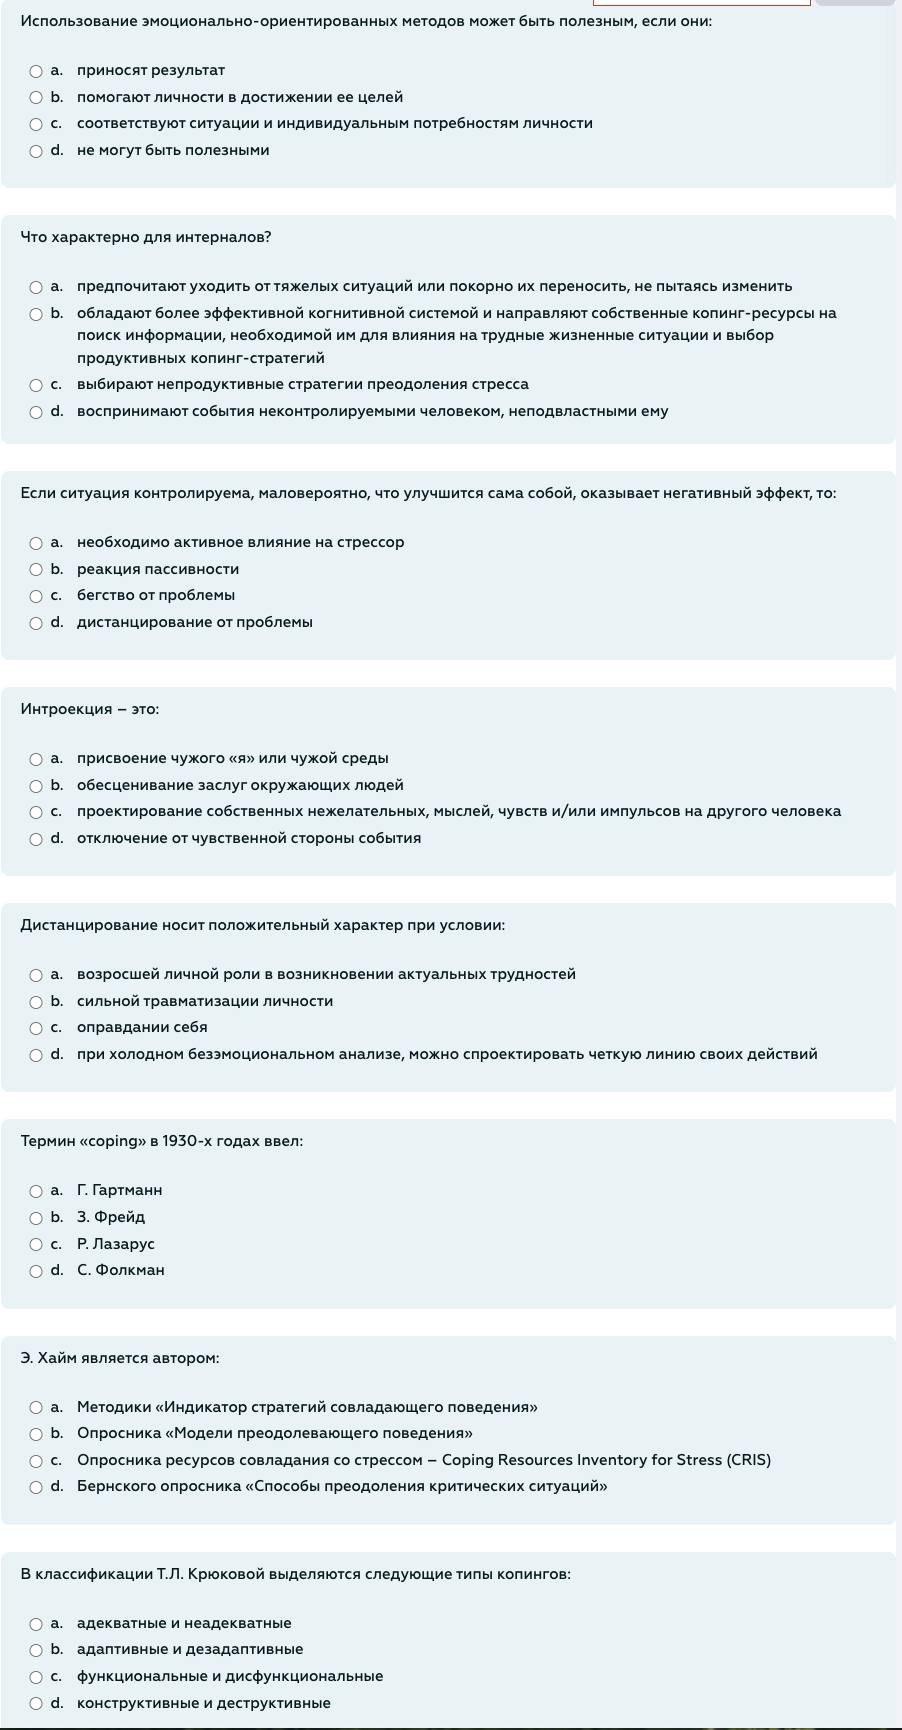 Использование эмоционально-ориентированных методов может быть полезным, если они:
a. приносят результат
b. помогают личности в достижении ее целей
c. соответствуют ситуации и индивидуальным потребностям личности
d. не могут быть полезными
Что характерно для интерналов?
a. предпочитают уходить от тяжелых ситуаций или покорно их переносить, не пытаясь изменить
b. обладают более эффективной когнитивной системой и направляют собственные копинг-ресурсы на
поиск информации, необходимой им для влияния на трудные жизненные ситуации и выбор
продуктивных копинг-стратегий
c. выбирают непродуктивные стратегии преодоления стресса
d. воспринимают события неконтролируемыми человеком, неподвластными ему
Если ситуация контролируема, маловероятно, что улучшится сама собой, оказывает негативный эффект, то:
a. необходимо активное влияние на стрессор
b. реакция пассивности
c. бегство от проблемы
d. дистанцирование от проблемы
Интроекция – это:
a. присвоение чужого «я» или чужой среды
b. обесценивание заслуг окружающих людей
c. проектирование собственных нежелательных, мыслей, чувств и/или импульсов на другого человека
d. отключение от чувственной стороны события
Дистанцирование носит положительный характер при условии:
a. возросшей личной роли в возникновении актуальных трудностей
b. сильной травматизации личности
c. оправдании себя
d. при холодном безэмоциональном анализе, можно спроектировать четкую линию своих действий
Термин «coping» в 1930-х годах ввел:
a. Г. Гартманн
b. З. Фрейд
c. Р. Лазарус
d. С. Фолкман
Э. Хайм является автором:
a. Методики «Индикатор стратегий совладающего поведения»
b. Опросника «Модели преодолевающего поведения»
c. Опросника ресурсов совладания со стрессом – Coping Resources Inventory for Stress (CRIS)
d. Бернского опросника «Способы преодоления критических ситуаций»
В классификации Т.Л. Крюковой выделяются следующие типы копингов:
a. адекватные и неадекватные
b. адаптивные и дезадаптивные
c. функциональные и дисфункциональные
d. конструктивные и деструктивные